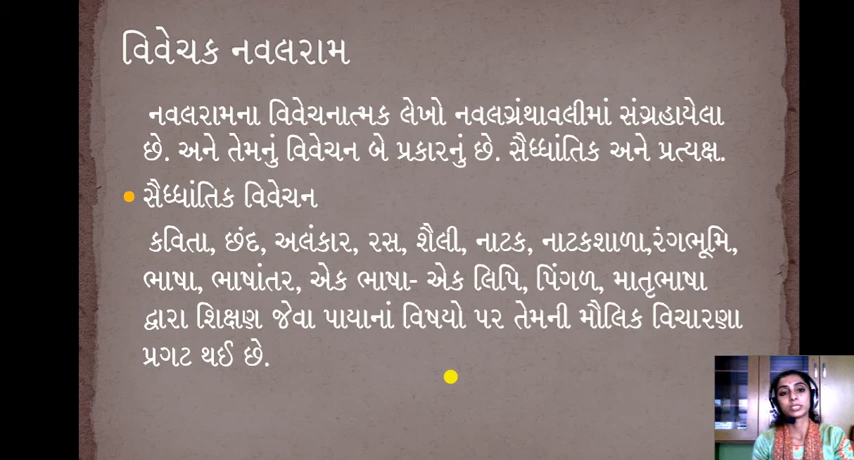 વિવેચક નવલરામ
નવલરામના વિવેચનાત્મક લેખો નવલગ્રંથાવલીમાં સંગ્રહાયેલા
છે. અને તેમનું વિવેચન બે પ્રકારનું છે. સૈધ્ધાંતિક અને પ્રત્યક્ષ.
સૈધ્ધાંતિક વિવેચન
કવિતા, છંદ, અલંકાર, રસ, શૈલી, નાટક, નાટકશાળા,રંગભૂમિ,
ભાષા, ભાષાંતર, એક ભાષા- એક લિપિ, પિંગળ, માતૃભાષા
દ્વારા શિક્ષણ જેવા પાયાનાં વિષયો પર તેમની મૌલિક વિચારણા
પ્રગટ થઈ છે.